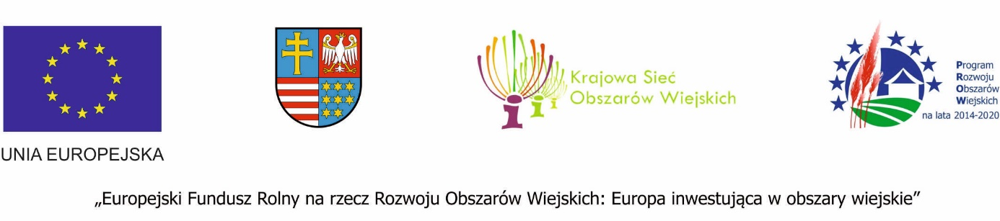 UNIA EUROPEJSKA
Krajowa Sieć
Obszarów Wiejskich
Program
Rozwoju
Obszarów
Wiejskich
na lata 2014-2020
„Europejski Fundusz Rolny na rzecz Rozwoju Obszarów Wiejskich: Europa inwestująca w obszary wiejskie”